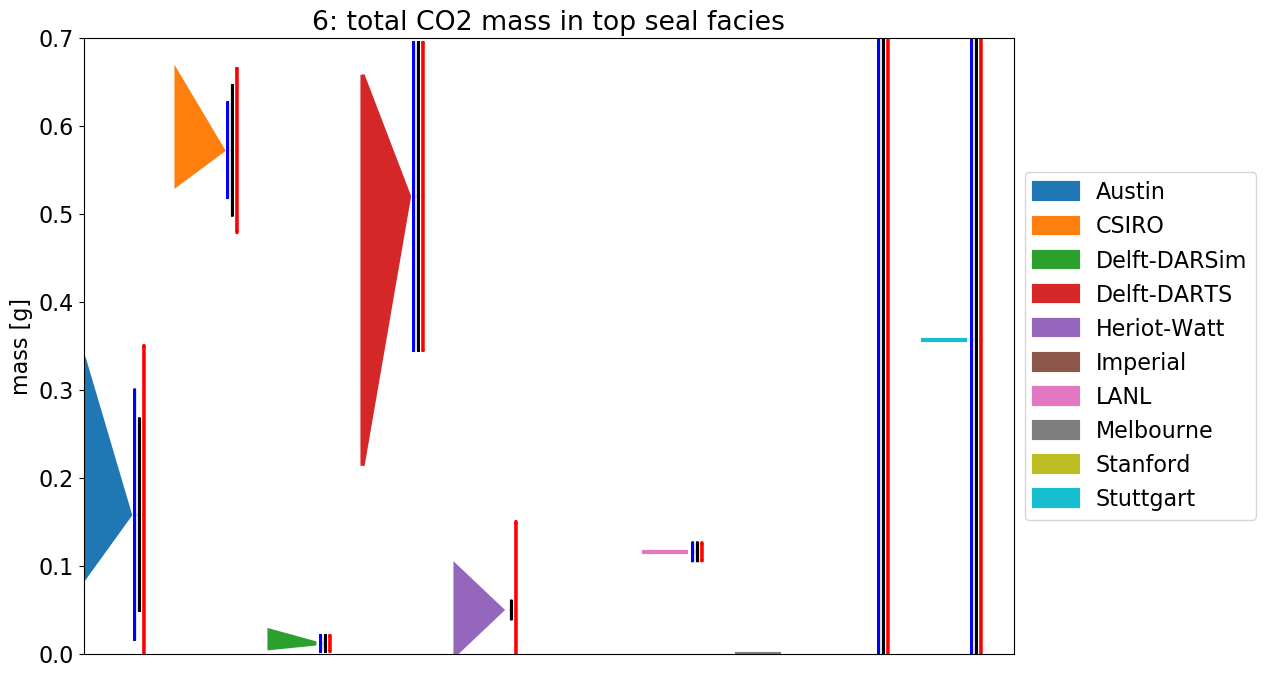 6: total CO2 mass in top seal facies
0.7
0.6
0.5
0.4
0.3
0.2
0.1
0.0
mass [g]
Austin
CSIRO
Delft-DARSim
Delft-DARTS
Heriot-Watt
Imperial
LANL
Melbourne
Stanford
Stuttgart